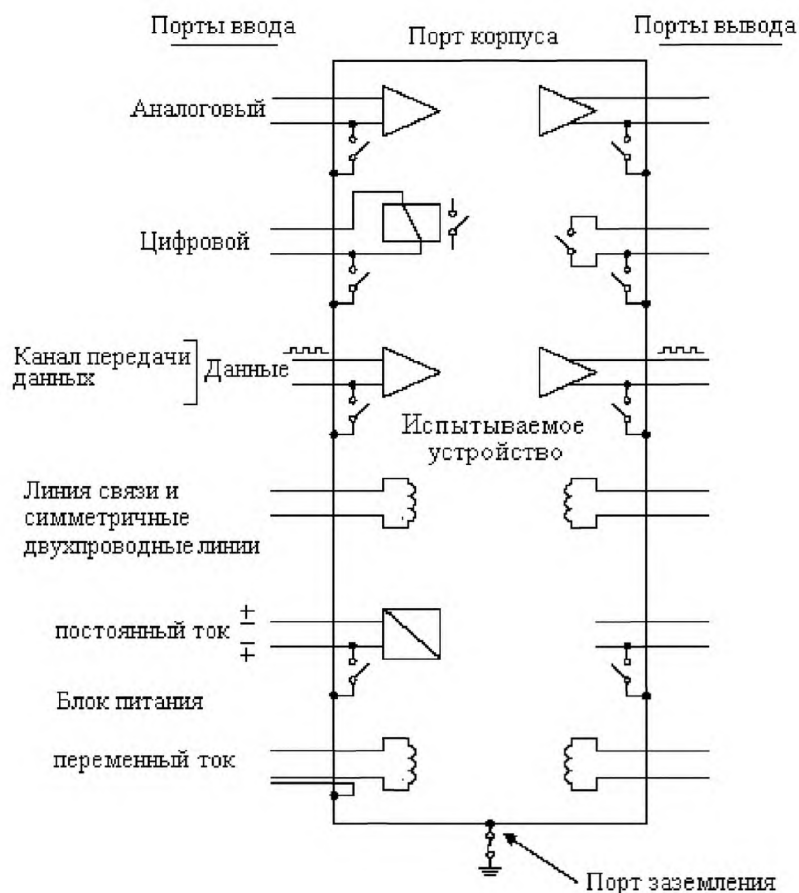 Порты ввода
Порт корпуса
Порты вывода
Аналоговый
Цифровой
Канал передачи
данных
Данные
Испытываемое
устройство
Линия связи и
симметричные
двухпроводные линии
постоянный ток
+
-
-
+
Блок питания
переменный ток
Порт заземления